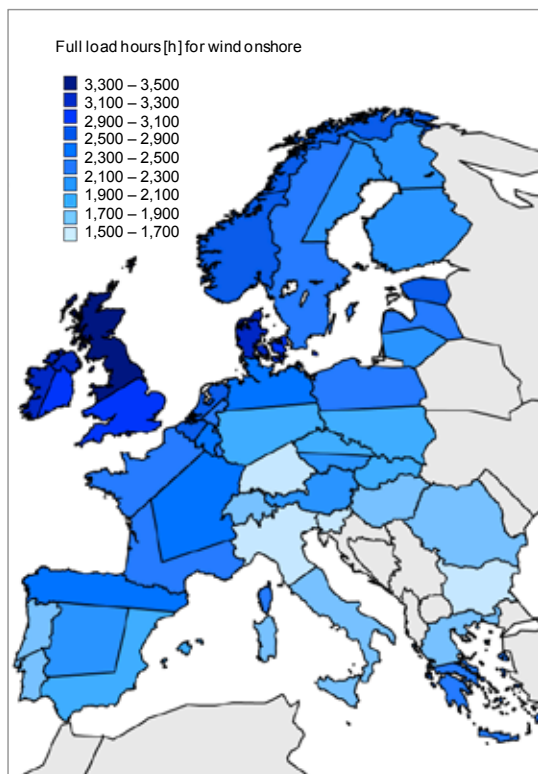 Full load hours [h] for wind onshore
3,300 – 3,500
3,100 – 3,300
2,900 – 3,100
2,500 – 2,900
2,300 – 2,500
2,100 – 2,300
1,900 – 2,100
1,700 – 1,900
1,500 – 1,700